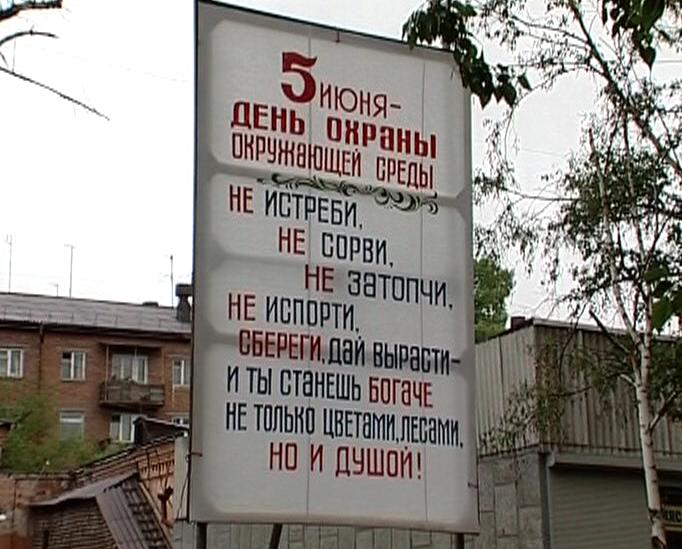 5 ИЮНЯ-
ДЕНЬ ОХРАНЫ
ОКРУЖАЮЩЕЙ СРЕДЫ
НЕ ИСТРЕБИ,
НЕ СОРВИ,
НЕ ЗАТОПЧИ,
НЕ ИСПОРТИ,
СБЕРЕГИ, ДАЙ ВЫРАСТИ-
И ТЫ СТАНЕШЬ БОГАЧЕ
НЕ ТОЛЬКО ЦВЕТАМИ, ЛЕСАМИ,
НО И ДУШОЙ!